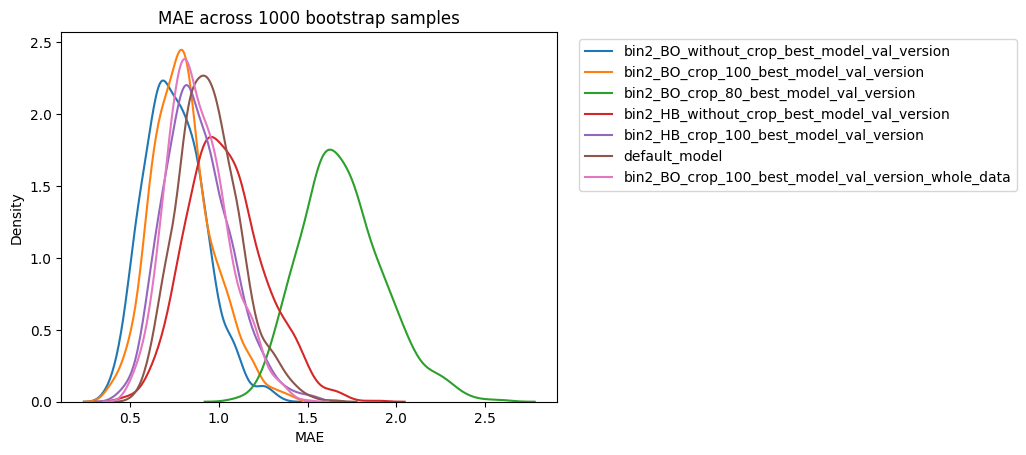 MAE across 1000 bootstrap samples
2.5
2.0
1.5
1.0
0.5
0.0
Density
0.5
1.0
1.5
2.0
2.5
MAE
bin2_BO_without_crop_best_model_val_version
bin2_BO_crop_100_best_model_val_version
bin2_BO_crop_80_best_model_val_version
bin2_HB_without_crop_best_model_val_version
bin2_HB_crop_100_best_model_val_version
default_model
bin2_BO_crop_100_best_model_val_version_whole_data